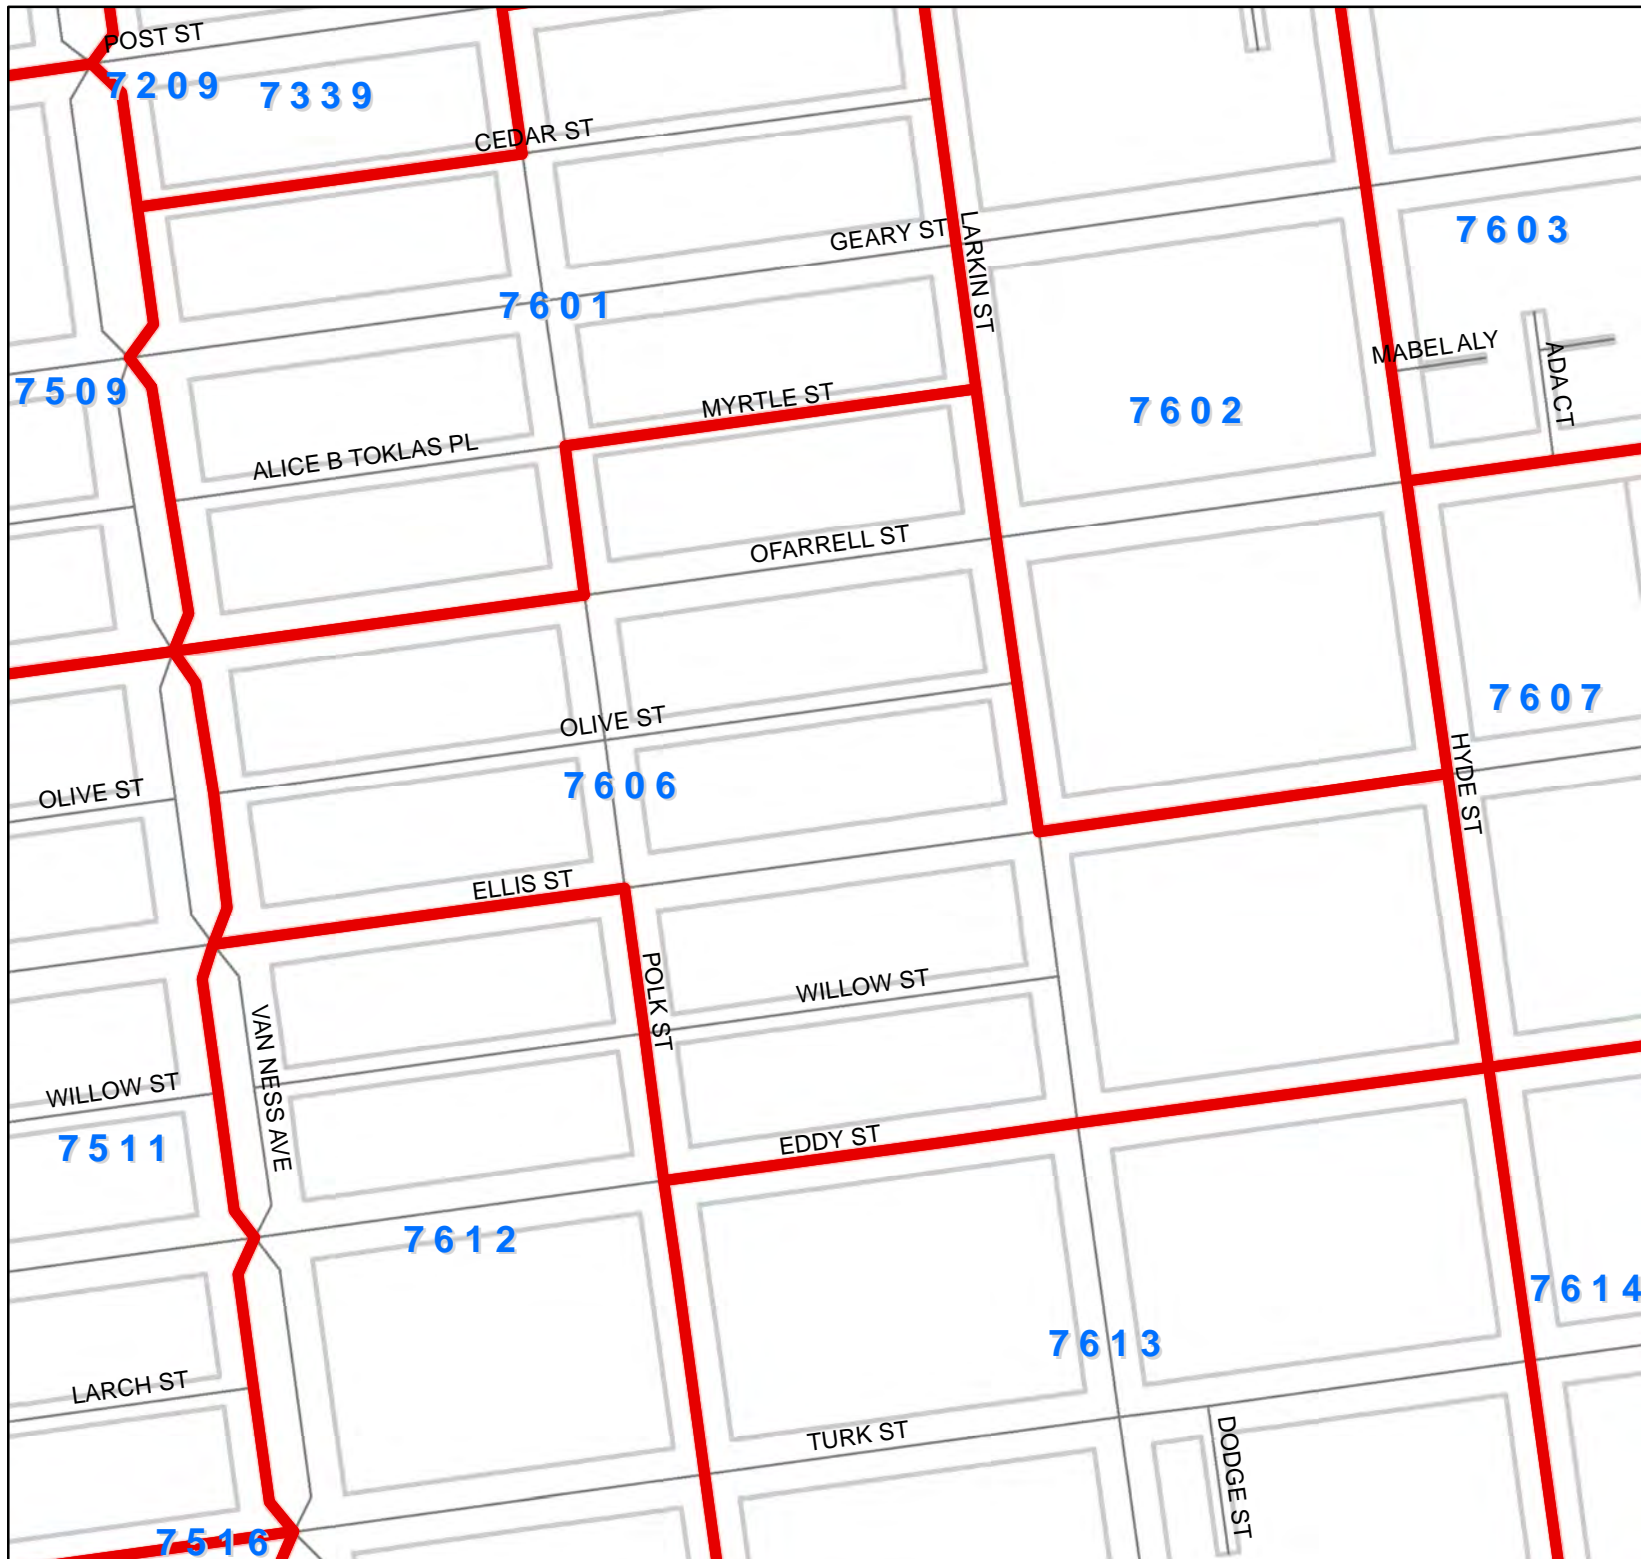 POST ST
7209
7339
CEDAR ST
GEARY ST
LARKIN ST
7603
7601
MABEL ALY
ADA CT
7509
MYRTLE ST
7602
ALICE B TOKLAS PL
OFARRELL ST
7607
OLIVE ST
HYDE ST
7606
OLIVE ST
ELLIS ST
POLK ST
WILLOW ST
VAN NESS AVE
WILLOW ST
7511
EDDY ST
7612
7614
7613
LARCH ST
TURK ST
DODGE ST
7516